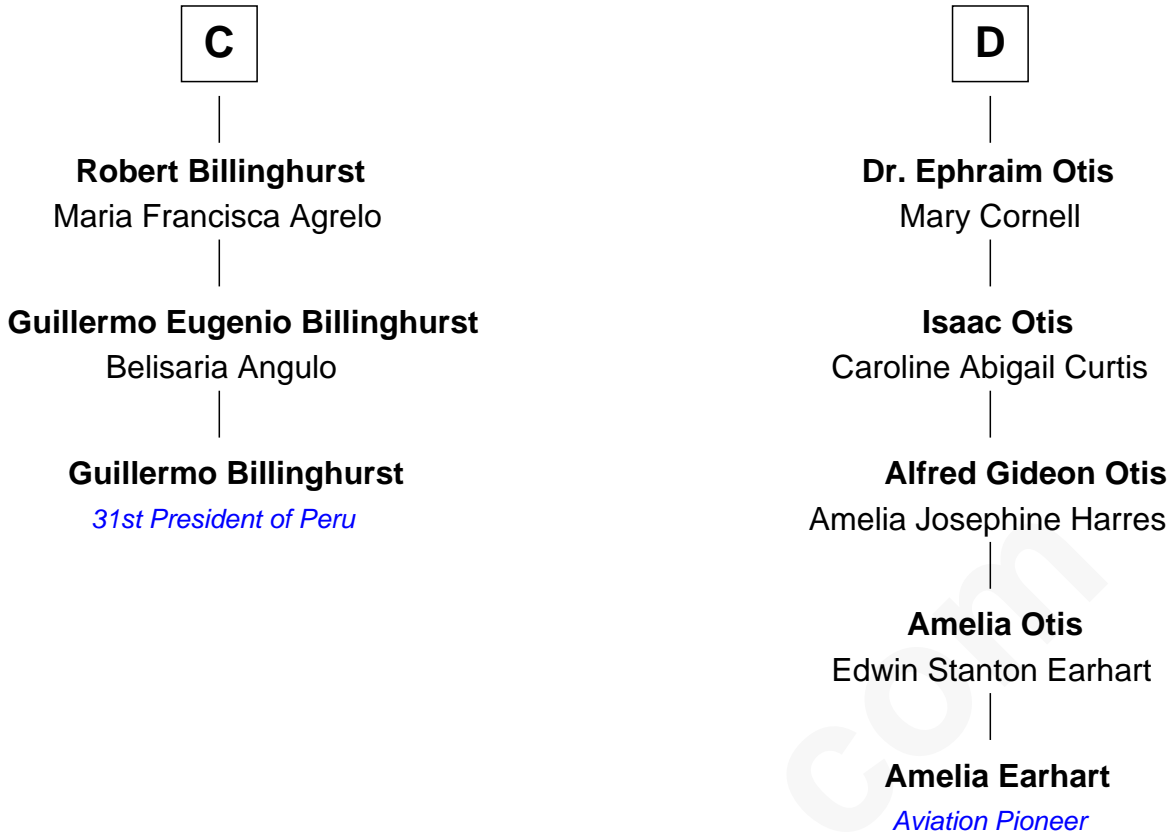 C
Robert Billinghurst
Maria Francisca Agrelo
Guillermo Eugenio Billinghurst
Belisaria Angulo
Guillermo Billinghurst
31st President of Peru
D
Dr. Ephraim Otis
Mary Cornell
Isaac Otis
Caroline Abigail Curtis
Alfred Gideon Otis
Amelia Josephine Harres
Amelia Otis
Edwin Stanton Earhart
Amelia Earhart
Aviation Pioneer
com